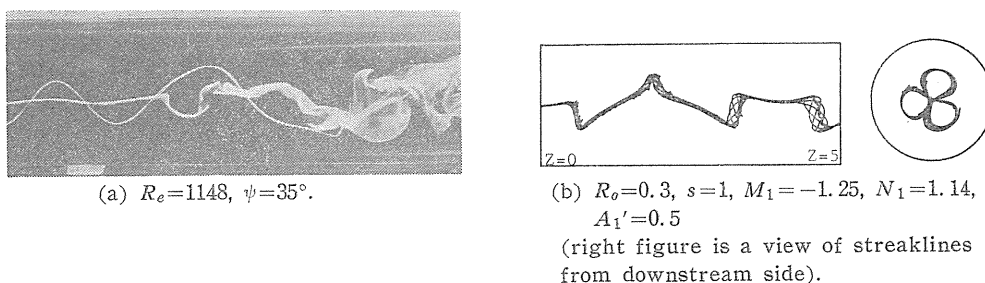 Z=0
Z=5
(a) Re=1148, ψ=35°.
(b) Ro=0.3, s=1, M1=−1.25, N1=1.14,
A1′=0.5
(right figure is a view of streaklines
from downstream side).